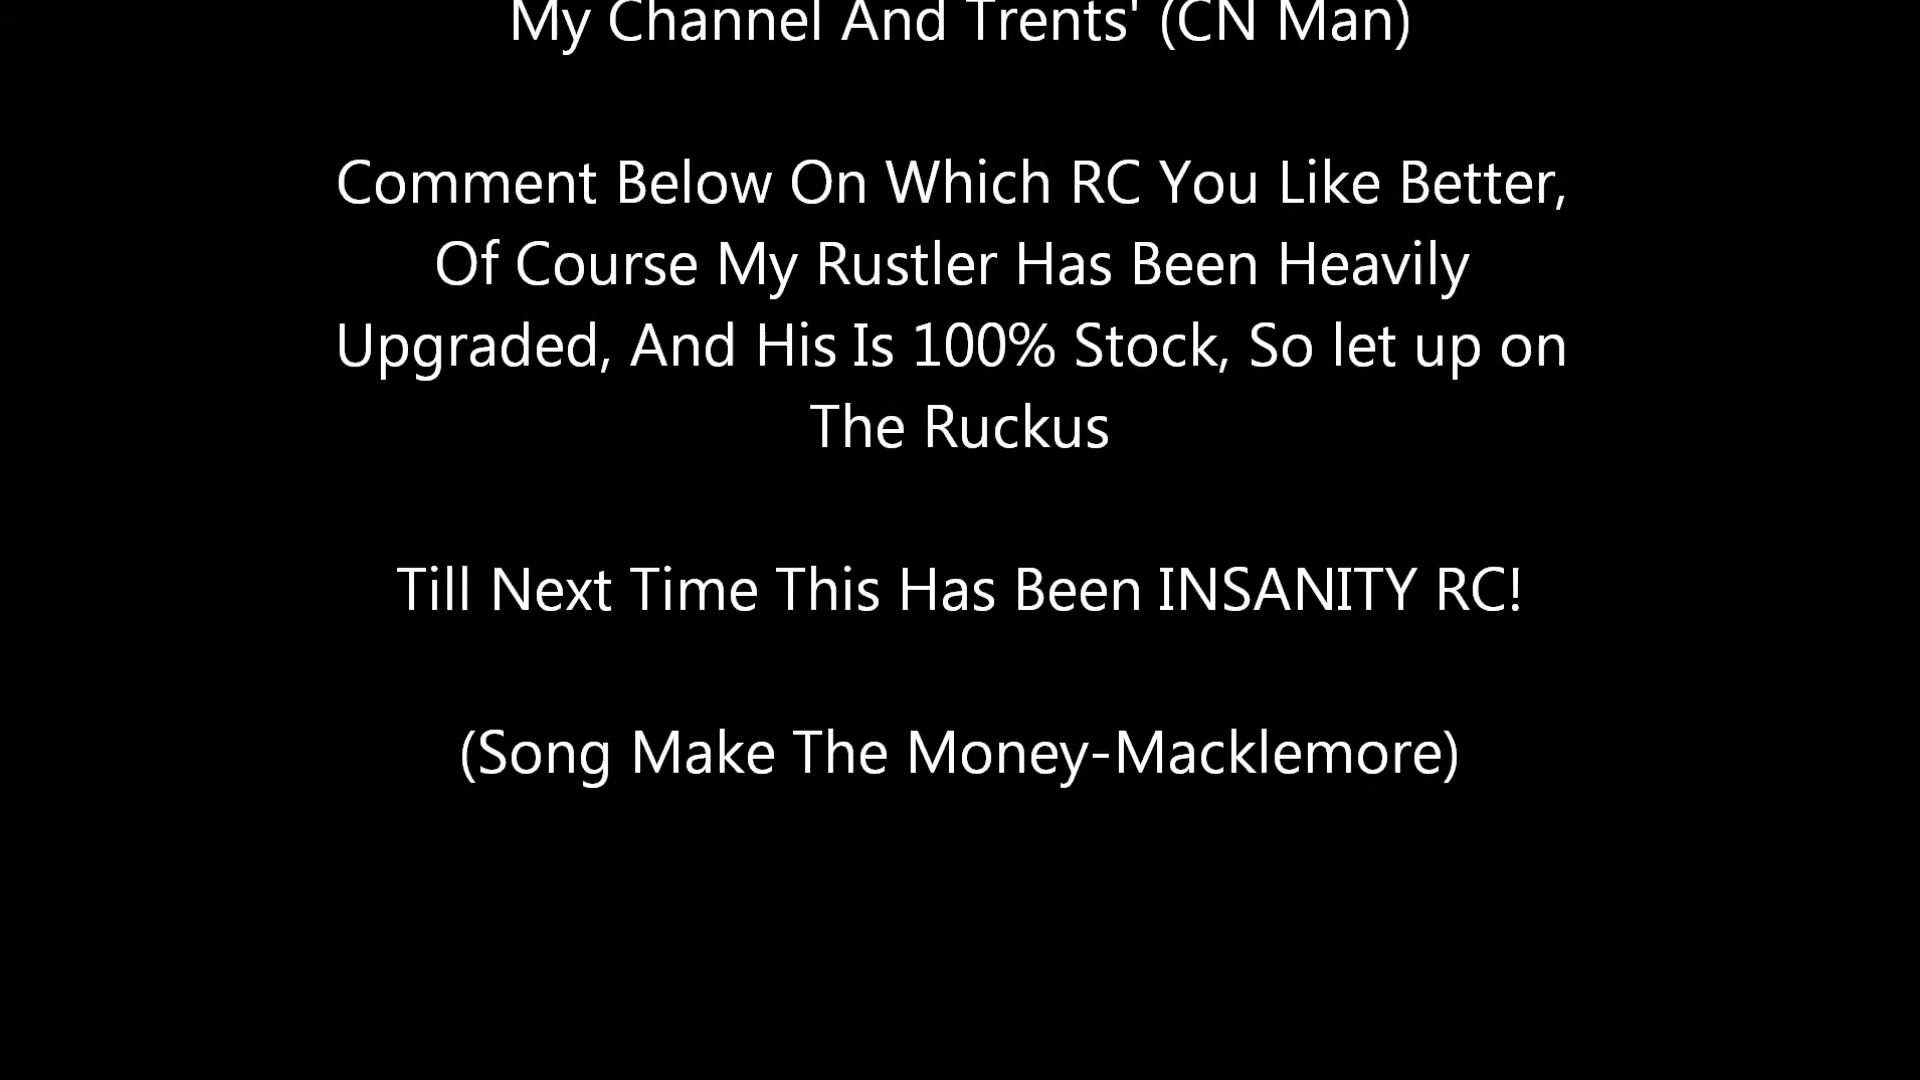 My Channel And Trents' (CN Man)
Comment Below On Which RC You Like Better,
Of Course My Rustler Has Been Heavily
Upgraded, And His Is 100% Stock, So let up on
The Ruckus
Till Next Time This Has Been INSANITY RC!
(Song Make The Money-Macklemore)